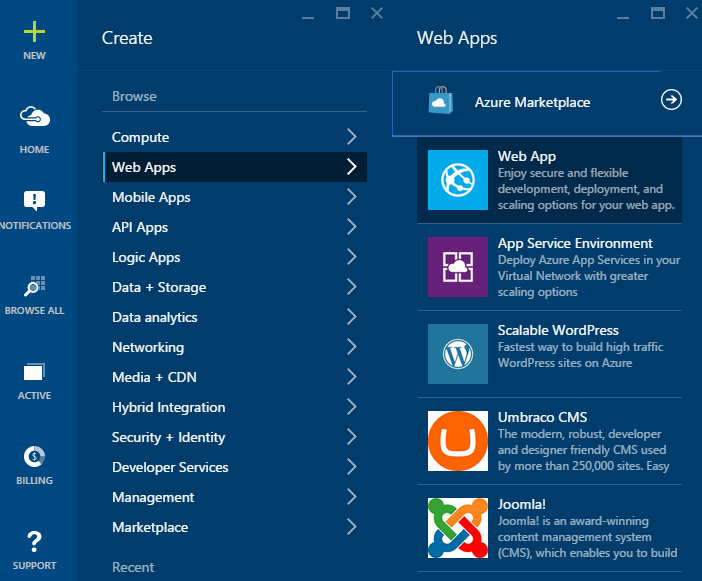 NEW
HOME
NOTIFICATIONS
BROWSE ALL
ACTIVE
BILLING
SUPPORT
Create
Browse
Compute
Web Apps
Mobile Apps
API Apps
Logic Apps
Data + Storage
Data analytics
Networking
Media + CDN
Hybrid Integration
Security + Identity
Developer Services
Management
Marketplace
Recent
Web Apps
Azure Marketplace
Web App
Enjoy secure and flexible
development, deployment, and
scaling options for your web app.
App Service Environment
Deploy Azure App Services in your
Virtual Network with greater
scaling options
Scalable WordPress
Fastest way to build high traffic
WordPress sites on Azure
Umbraco CMS
The modern, robust, developer
and designer friendly CMS used
by more than 250,000 sites. Easy
Joomla!
Joomla! is an award-winning
content management system
(CMS), which enables you to build